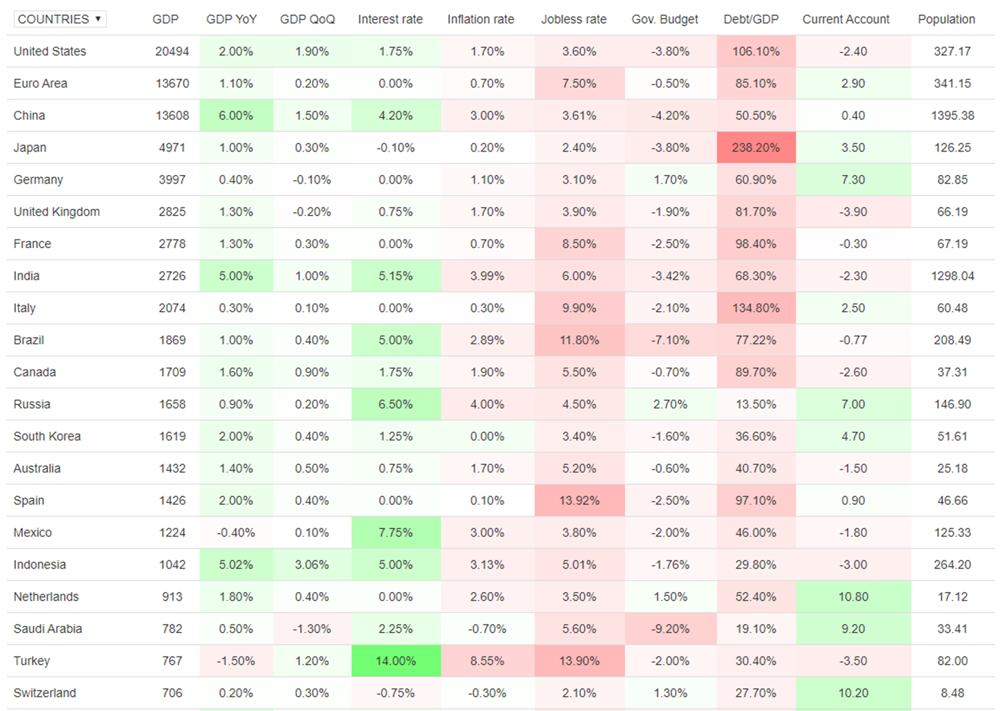 COUNTRIES ▼ GDP GDP YoY GDP QoQ Interest rate Inflation rate Jobless rate Gov. Budget Debt/GDP Current Account Population
United States 20494 2.00% 1.90% 1.75% 1.70% 3.60% -3.80% 106.10% -2.40 327.17
Euro Area 13670 1.10% 0.20% 0.00% 0.70% 7.50% -0.50% 85.10% 2.90 341.15
China 13608 6.00% 1.50% 4.20% 3.00% 3.61% -4.20% 50.50% 0.40 1395.38
Japan 4971 1.00% 0.30% -0.10% 0.20% 2.40% -3.80% 238.20% 3.50 126.25
Germany 3997 0.40% -0.10% 0.00% 1.10% 3.10% 1.70% 60.90% 7.30 82.85
United Kingdom 2825 1.30% -0.20% 0.75% 1.70% 3.90% -1.90% 81.70% -3.90 66.19
France 2778 1.30% 0.30% 0.00% 0.70% 8.50% -2.50% 98.40% -0.30 67.19
India 2726 5.00% 1.00% 5.15% 3.99% 6.00% -3.42% 68.30% -2.30 1298.04
Italy 2074 0.30% 0.10% 0.00% 0.30% 9.90% -2.10% 134.80% 2.50 60.48
Brazil 1869 1.00% 0.40% 5.00% 2.89% 11.80% -7.10% 77.22% -0.77 208.49
Canada 1709 1.60% 0.90% 1.75% 1.90% 5.50% -0.70% 89.70% -2.60 37.31
Russia 1658 0.90% 0.20% 6.50% 4.00% 4.50% 2.70% 13.50% 7.00 146.90
South Korea 1619 2.00% 0.40% 1.25% 0.00% 3.40% -1.60% 36.60% 4.70 51.61
Australia 1432 1.40% 0.50% 0.75% 1.70% 5.20% -0.60% 40.70% -1.50 25.18
Spain 1426 2.00% 0.40% 0.00% 0.10% 13.92% -2.50% 97.10% 0.90 46.66
Mexico 1224 -0.40% 0.10% 7.75% 3.00% 3.80% -2.00% 46.00% -1.80 125.33
Indonesia 1042 5.02% 3.06% 5.00% 3.13% 5.01% -1.76% 29.80% -3.00 264.20
Netherlands 913 1.80% 0.40% 0.00% 2.60% 3.50% 1.50% 52.40% 10.80 17.12
Saudi Arabia 782 0.50% -1.30% 2.25% -0.70% 5.60% -9.20% 19.10% 9.20 33.41
Turkey 767 -1.50% 1.20% 14.00% 8.55% 13.90% -2.00% 30.40% -3.50 82.00
Switzerland 706 0.20% 0.30% -0.75% -0.30% 2.10% 1.30% 27.70% 10.20 8.48